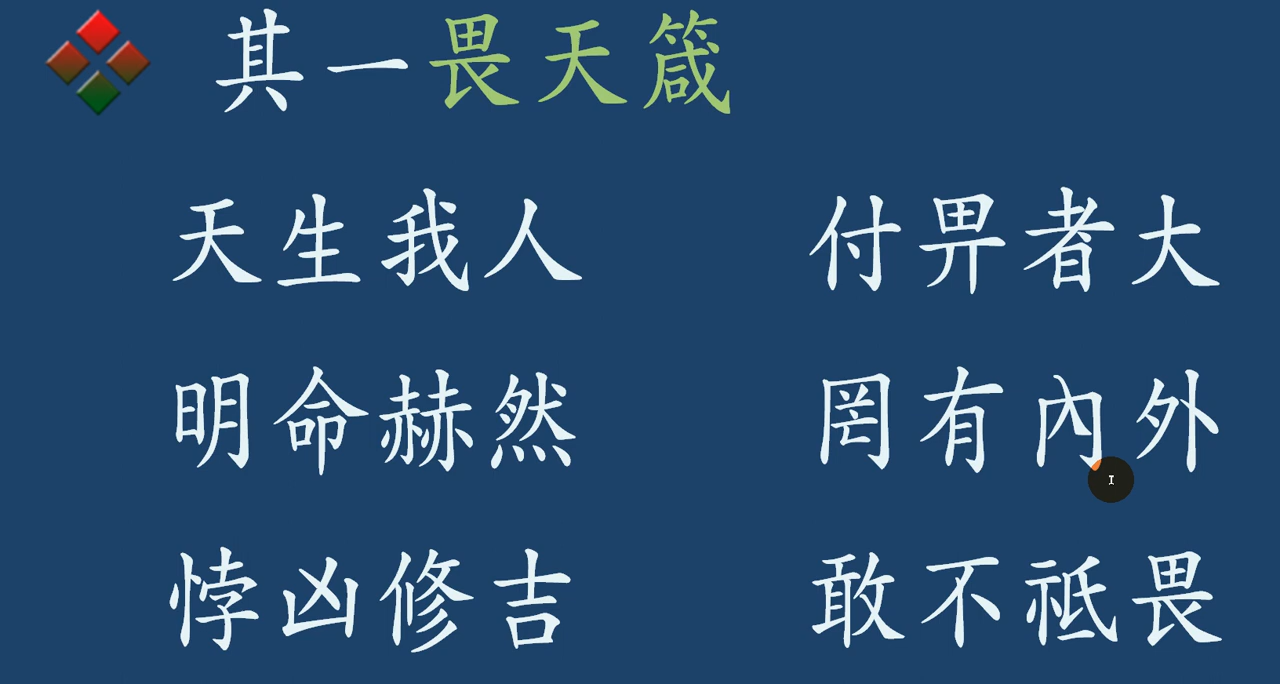 其一畏天箴
天生我人 付畀者大
明命赫然 罔有內外
悖凶修吉 敢不祗畏